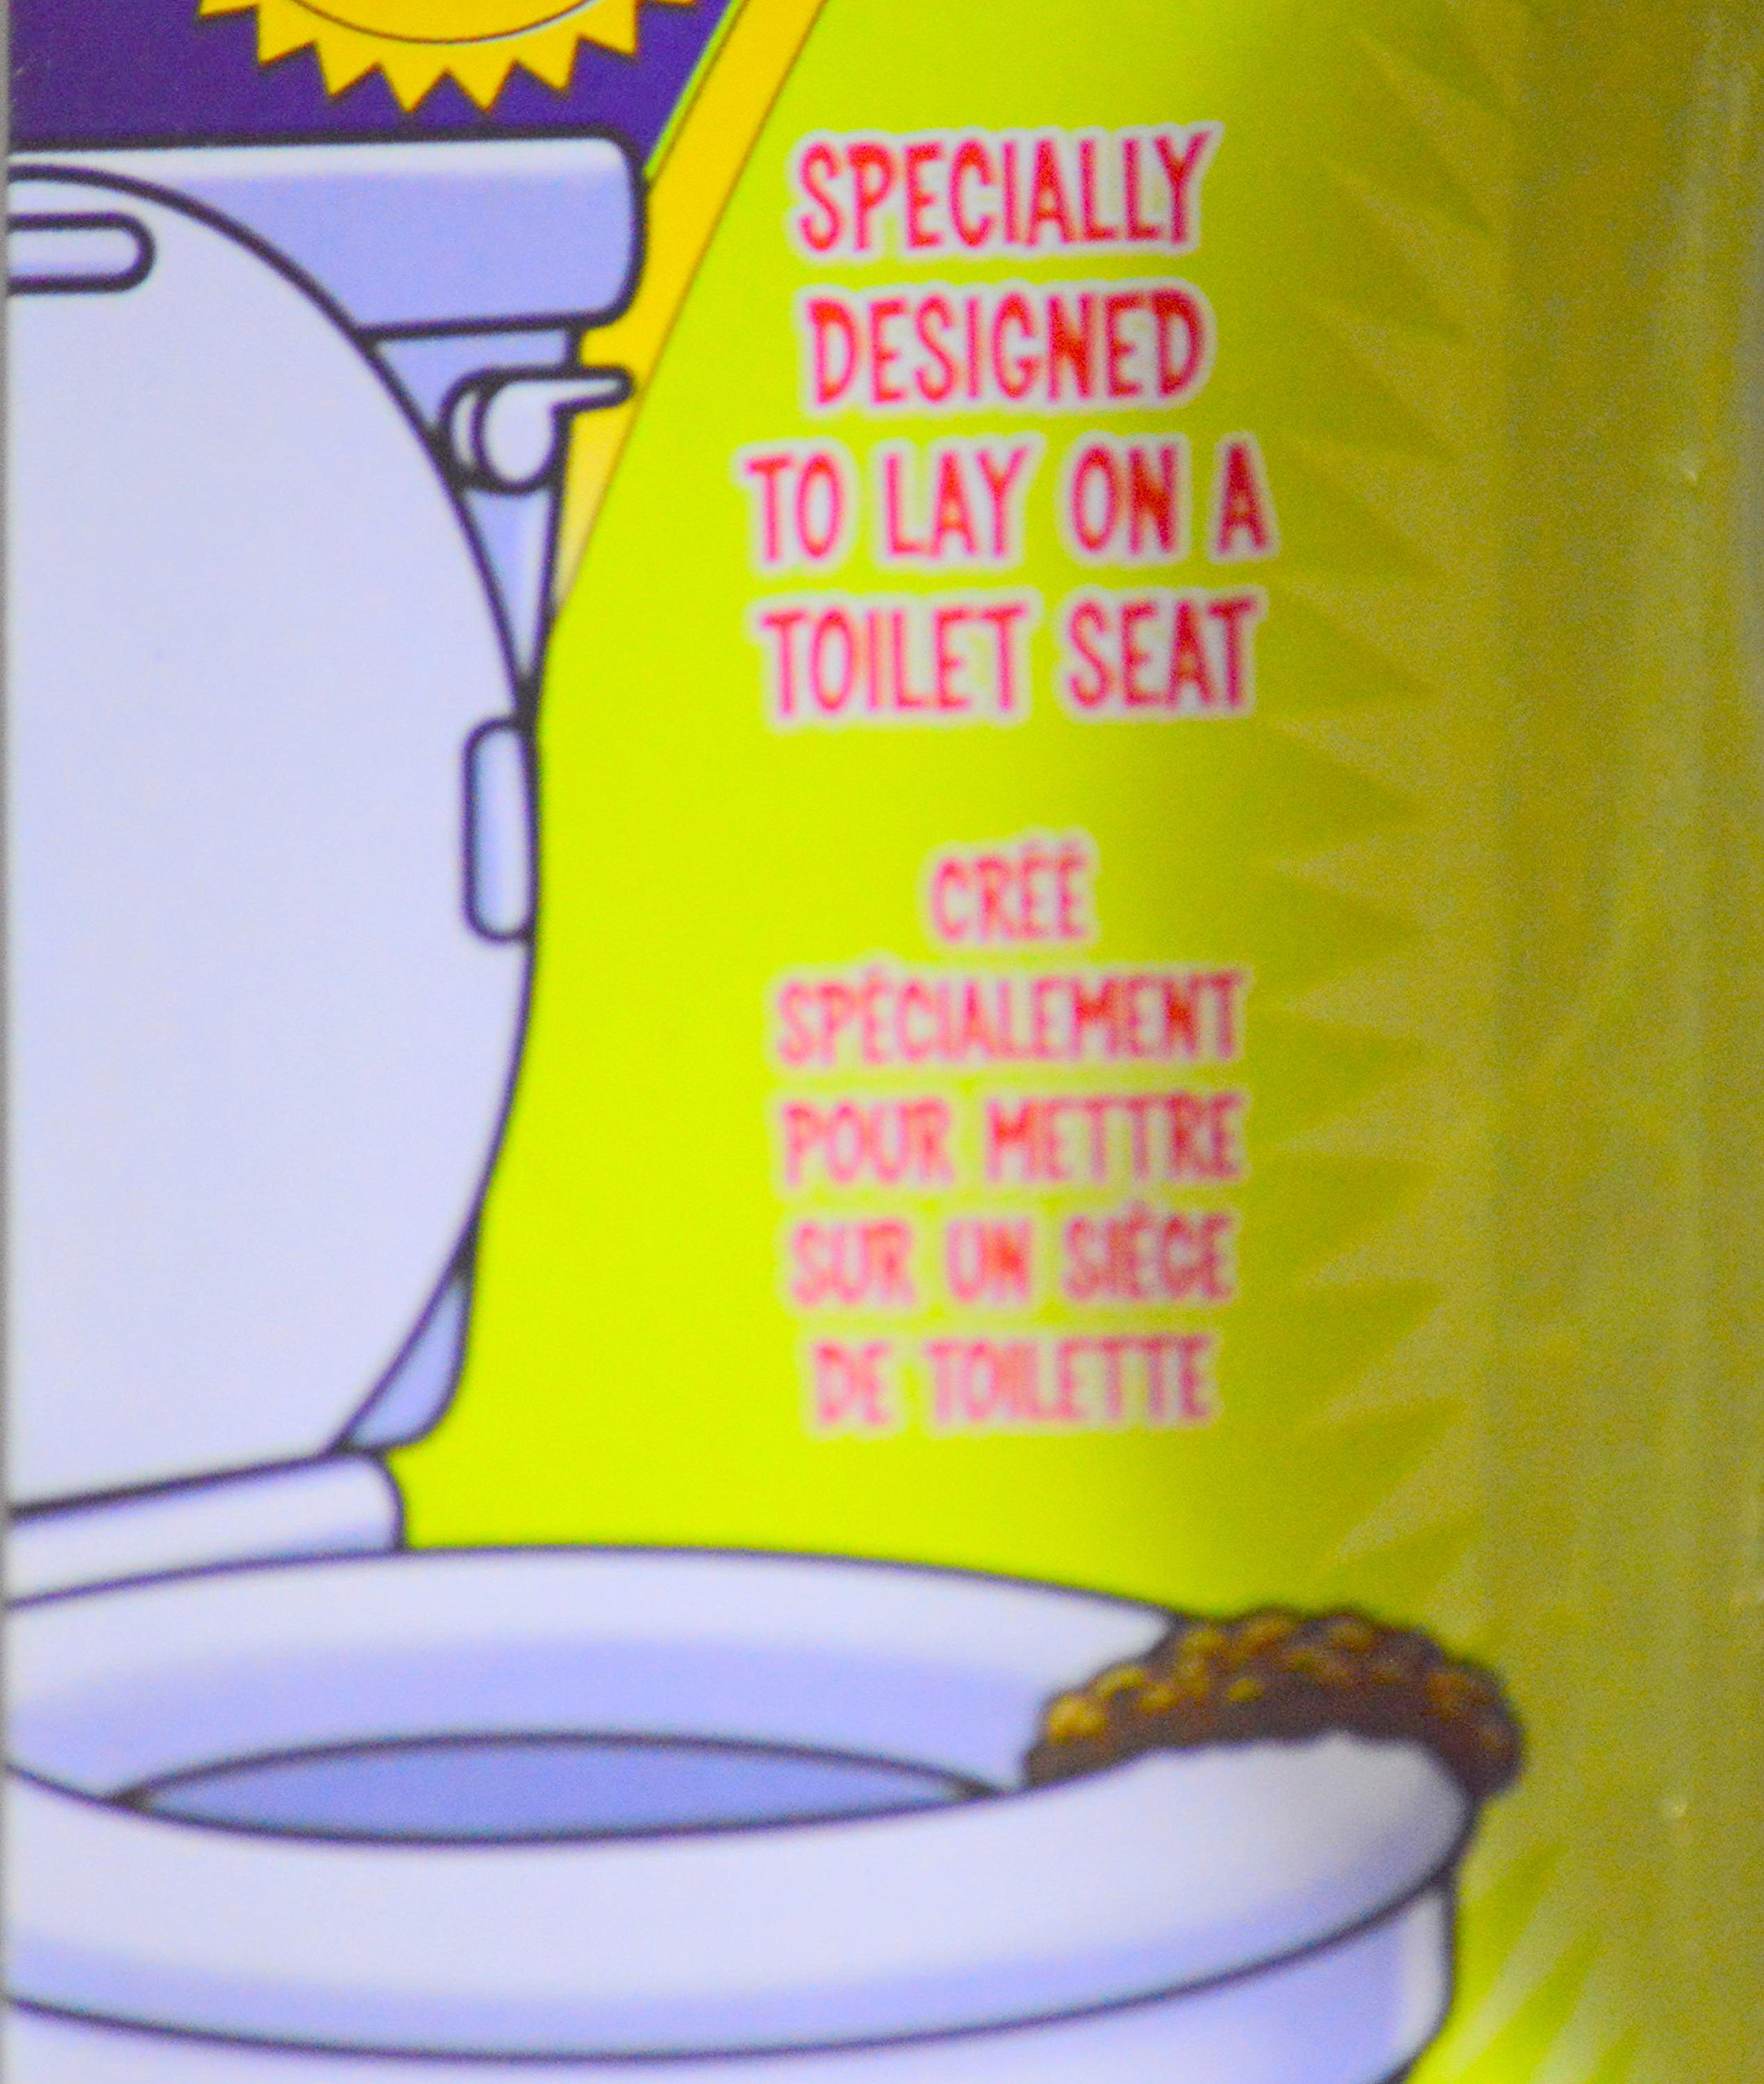 SPECIALLY
DESIGNED
TO LAY ON A
TOILET SEAT
CRÉÉ
SPÉCIALEMENT
POUR METTRE
SUR UN SIÈGE
DE TOILETTE